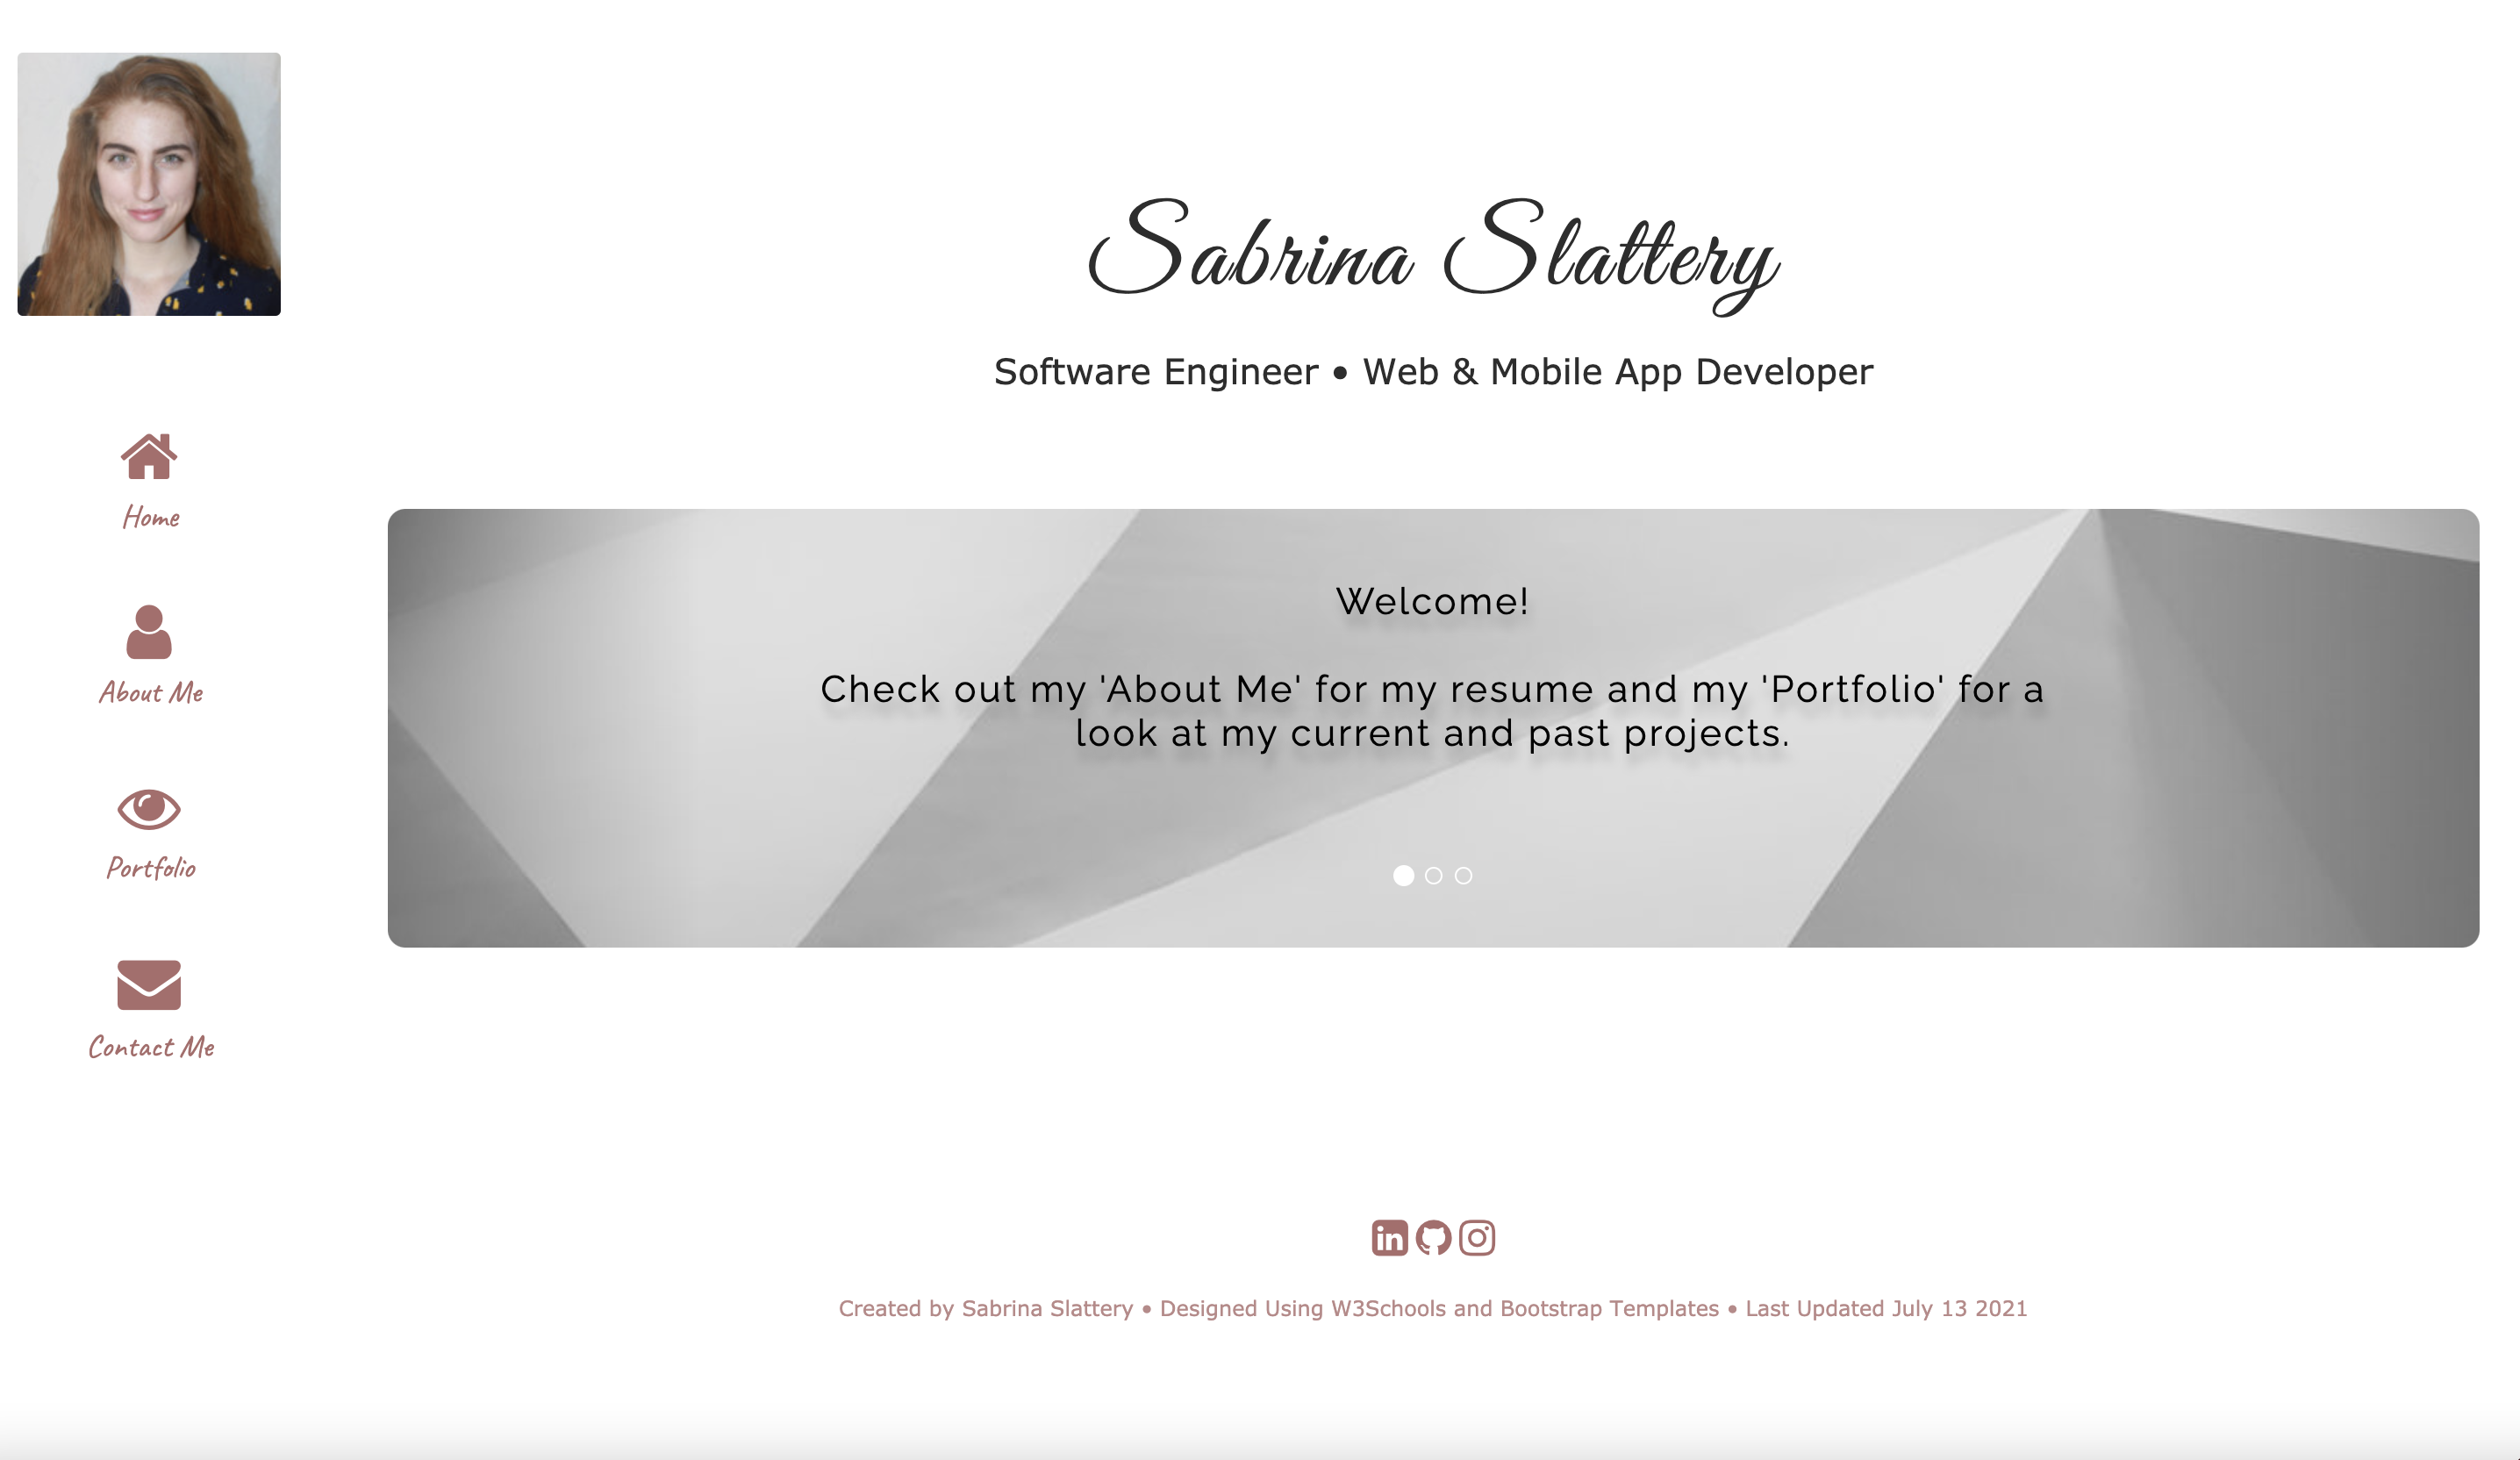 Sabrina Slattery
Software Engineer • Web & Mobile App Developer
Home
About Me
Portfolio
Contact Me
Welcome!
Check out my 'About Me' for my resume and my 'Portfolio' for a
look at my current and past projects.
in
Created by Sabrina Slattery • Designed Using W3Schools and Bootstrap Templates • Last Updated July 13 2021